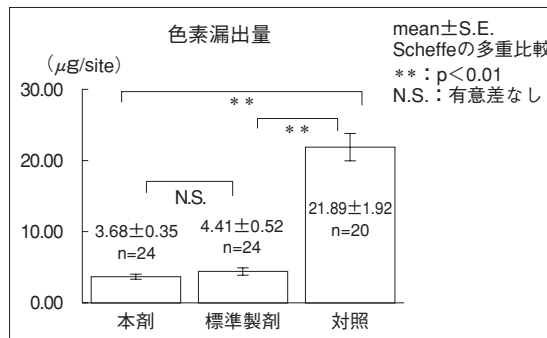 色素漏出量
(μg/site)
mean±S.E.
Scheffeの多重比較
**：p<0.01
N.S.：有意差なし
30.00
20.00
10.00
0.00
**
**
N.S.
3.68±0.35
n=24
4.41±0.52
n=24
21.89±1.92
n=20
本剤
標準製剤
対照